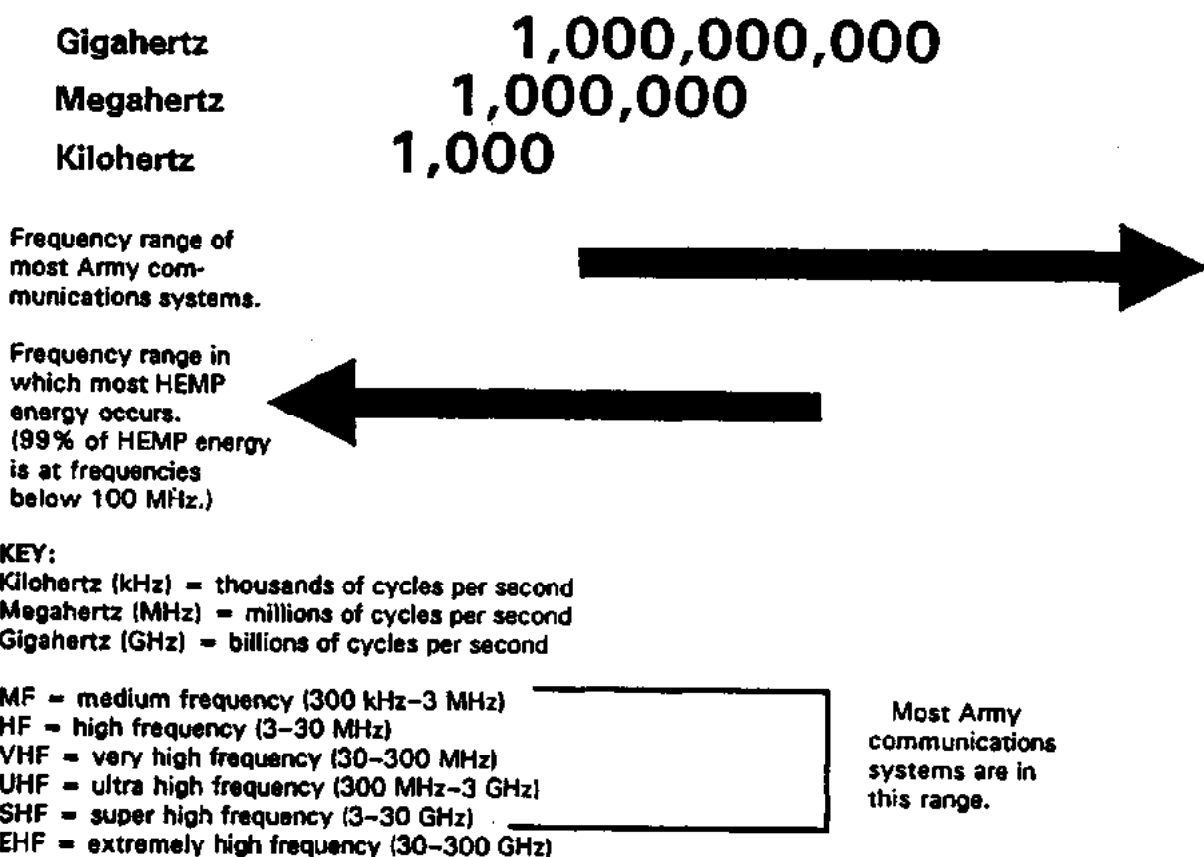 Gigahertz 1,000,000,000
Megahertz 1,000,000
Kilohertz 1,000
Frequency range of
most Army com-
munications systems.
Frequency range in
which most HEMP
energy occurs.
(99% of HEMP energy
is at frequencies
below 100 MHz.)
KEY:
Kilohertz (kHz) = thousands of cycles per second
Megahertz (MHz) = millions of cycles per second
Gigahertz (GHz) = billions of cycles per second
MF = medium frequency (300 kHz–3 MHz)
HF = high frequency (3–30 MHz)
VHF = very high frequency (30–300 MHz)
UHF = ultra high frequency (300 MHz–3 GHz)
SHF = super high frequency (3–30 GHz)
EHF = extremely high frequency (30–300 GHz)
Most Army
communications
systems are in
this range.